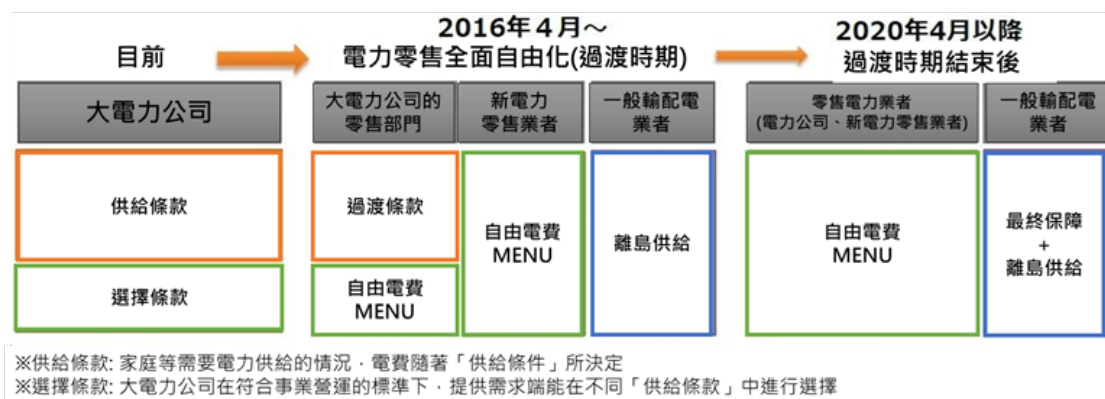 目前
2016年４月～
電力零售全面自由化(過渡時期)
2020年4月以降
過渡時期結束後
大電力公司
大電力公司的
零售部門
新電力
零售業者
一般輸配電
業者
零售電力業者
(電力公司、新電力零售業者)
一般輸配電
業者
供給條款
選擇條款
過渡條款
自由電費
MENU
自由電費
MENU
離島供給
自由電費
MENU
最終保障
+
離島供給
※供給條款: 家庭等需要電力供給的情況，電費隨著「供給條件」所決定
※選擇條款: 大電力公司在符合事業營運的標準下，提供需求端能在不同「供給條款」中進行選擇